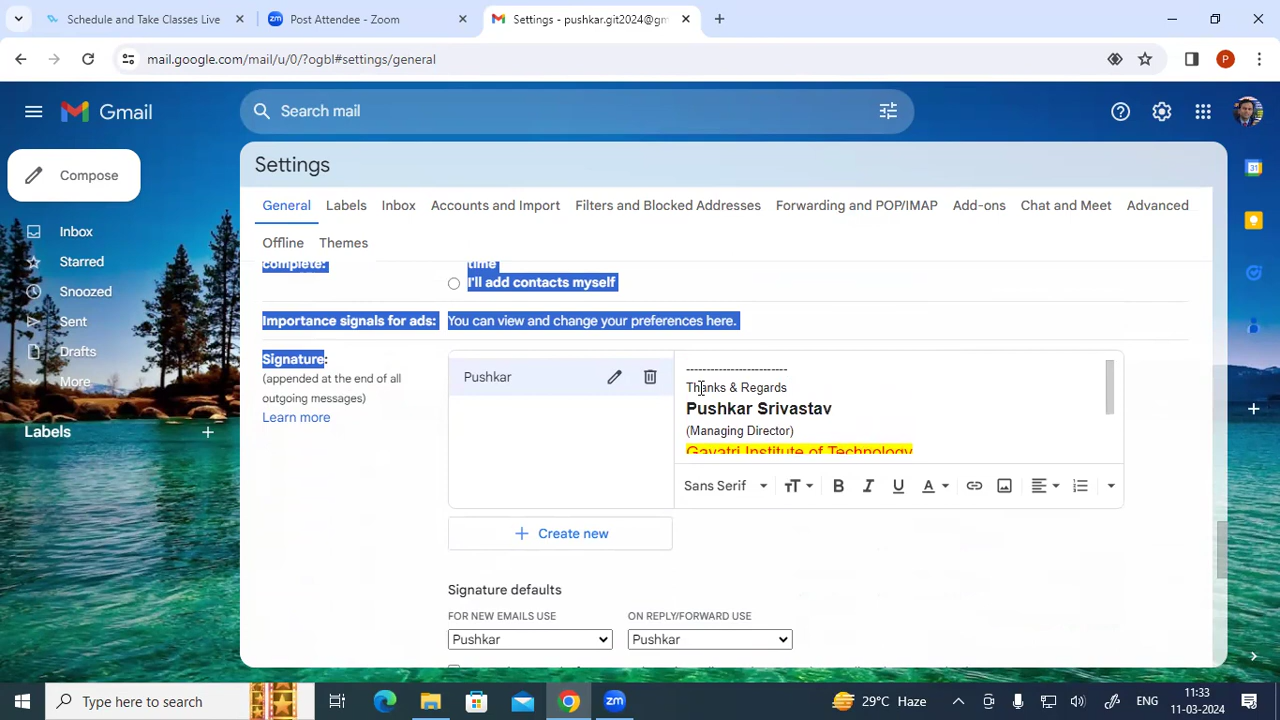 Schedule and Take Classes Live
Post Attendee - Zoom
Settings - pushkar.git2024@gm
mail.google.com/mail/u/0/?ogbl#settings/general
P
Gmail
Search mail
Compose
Settings
General Labels Inbox Accounts and Import Filters and Blocked Addresses Forwarding and POP/IMAP Add-ons Chat and Meet Advanced
Offline Themes
Inbox
Starred
Snoozed
Sent
Drafts
More
Labels
complete:
time
I'll add contacts myself
Importance signals for ads: You can view and change your preferences here.
Signature:
(appended at the end of all
outgoing messages)
Learn more
Pushkar
-------------------------
Thanks & Regards
Pushkar Srivastav
(Managing Director)
Gayatri Institute of Technology
Sans Serif
Create new
Signature defaults
FOR NEW EMAILS USE ON REPLY/FORWARD USE
Pushkar Pushkar
Type here to search
29°C Haze
ENG
11:33
11-03-2024